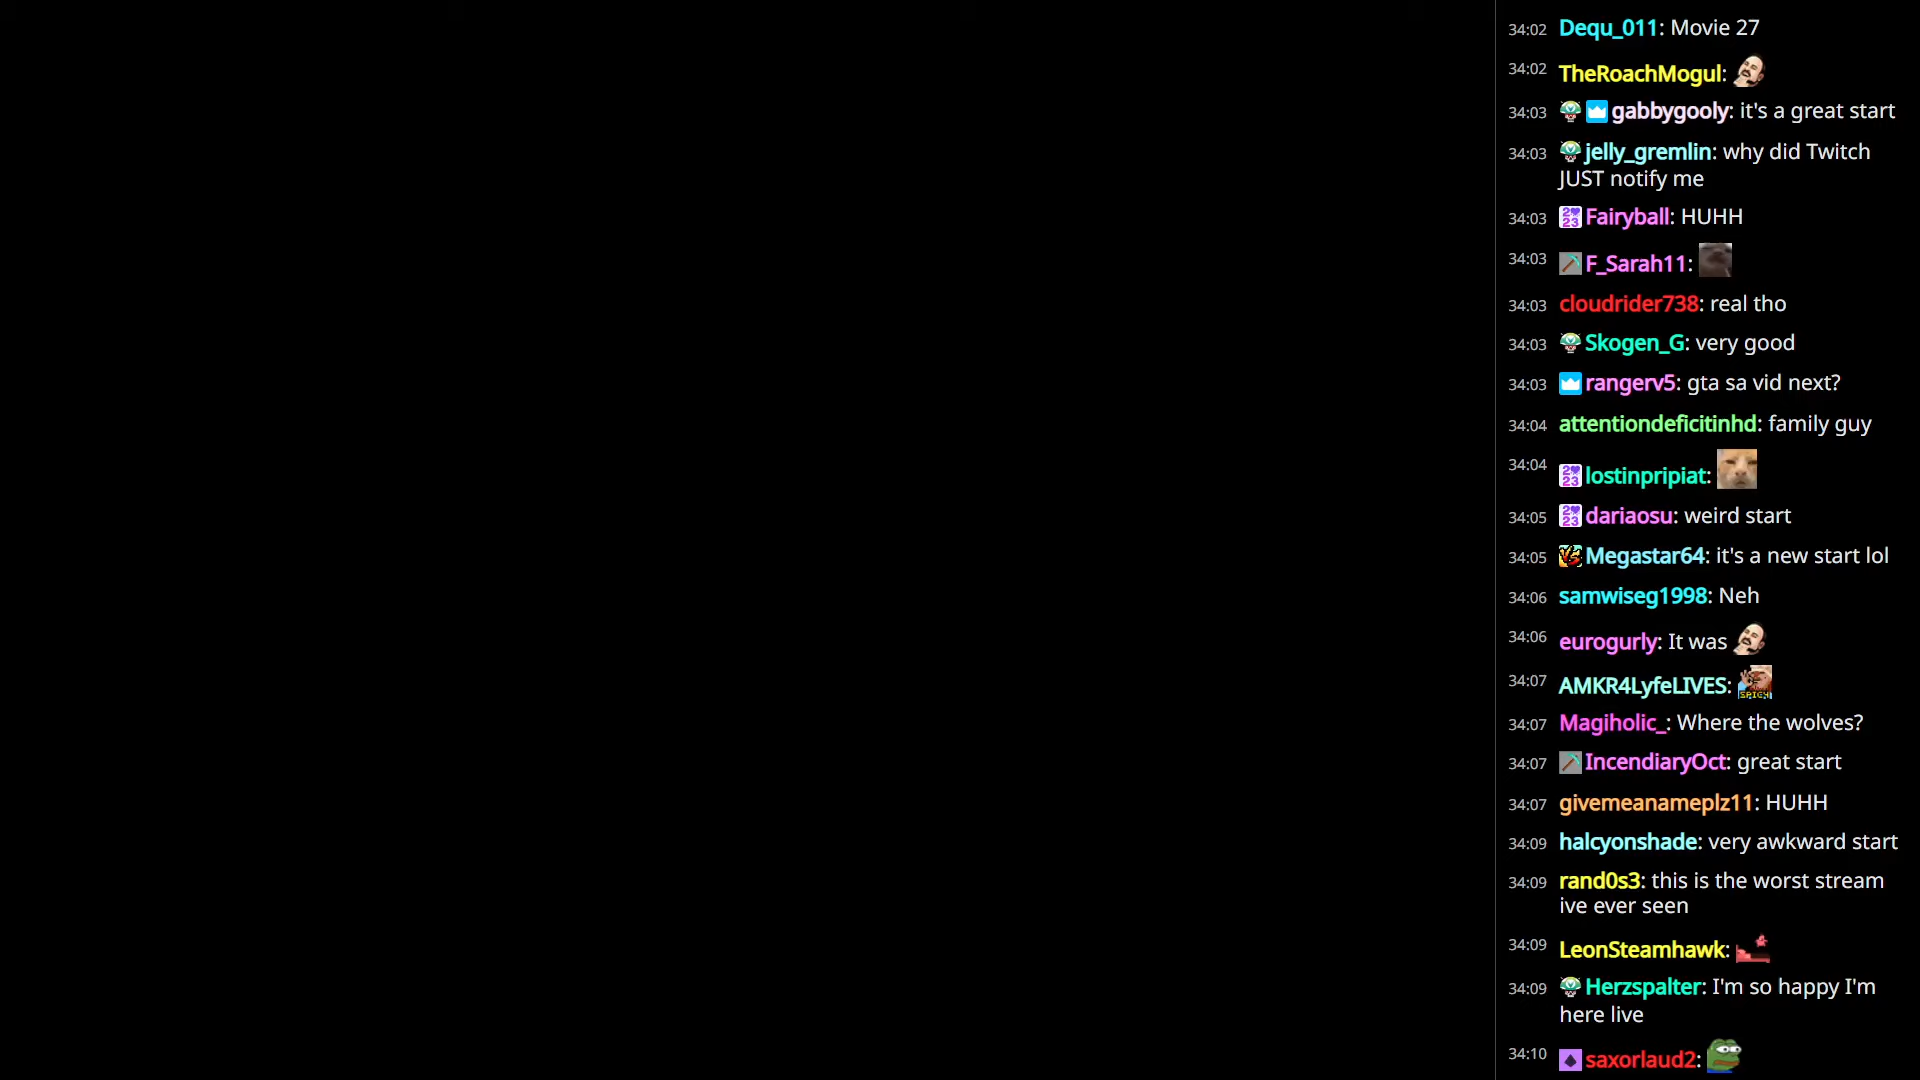 34:02 Dequ_011: Movie 27
34:02 TheRoachMogul:
34:03 gabbygooly: it's a great start
34:03 jelly_gremlin: why did Twitch
JUST notify me
34:03 Fairyball: HUHH
34:03 F_Sarah11:
34:03 cloudrider738: real tho
34:03 Skogen_G: very good
34:03 rangerv5: gta sa vid next?
34:04 attentiondeficitinhd: family guy
34:04 lostinpripiat:
34:05 dariaosu: weird start
34:05 Megastar64: it's a new start lol
34:06 samwiseg1998: Neh
34:06 eurogurly: It was
34:07 AMKR4LyfeLIVES:
34:07 Magiholic_: Where the wolves?
34:07 IncendiaryOct: great start
34:07 givemeanameplz11: HUHH
34:09 halcyonshade: very awkward start
34:09 rand0s3: this is the worst stream
ive ever seen
34:09 LeonSteamhawk:
34:09 Herzspalter: I'm so happy I'm
here live
34:10 saxorlaud2: